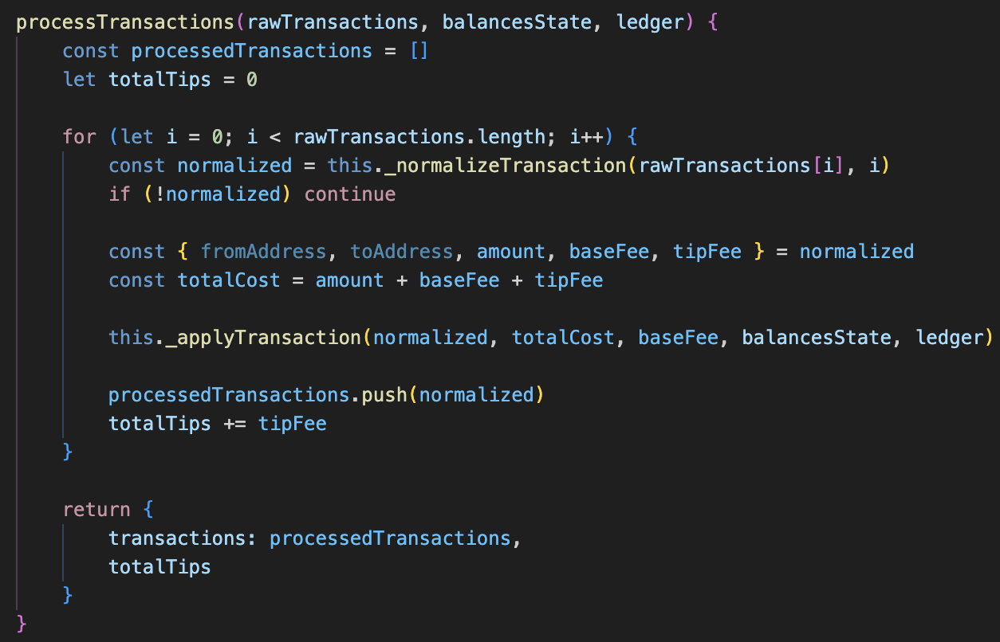 processTransactions(rawTransactions, balancesState, ledger) {
    const processedTransactions = []
    let totalTips = 0

    for (let i = 0; i < rawTransactions.length; i++) {
        const normalized = this._normalizeTransaction(rawTransactions[i], i)
        if (!normalized) continue

        const { fromAddress, toAddress, amount, baseFee, tipFee } = normalized
        const totalCost = amount + baseFee + tipFee

        this._applyTransaction(normalized, totalCost, baseFee, balancesState, ledger)

        processedTransactions.push(normalized)
        totalTips += tipFee
    }

    return {
        transactions: processedTransactions,
        totalTips
    }
}